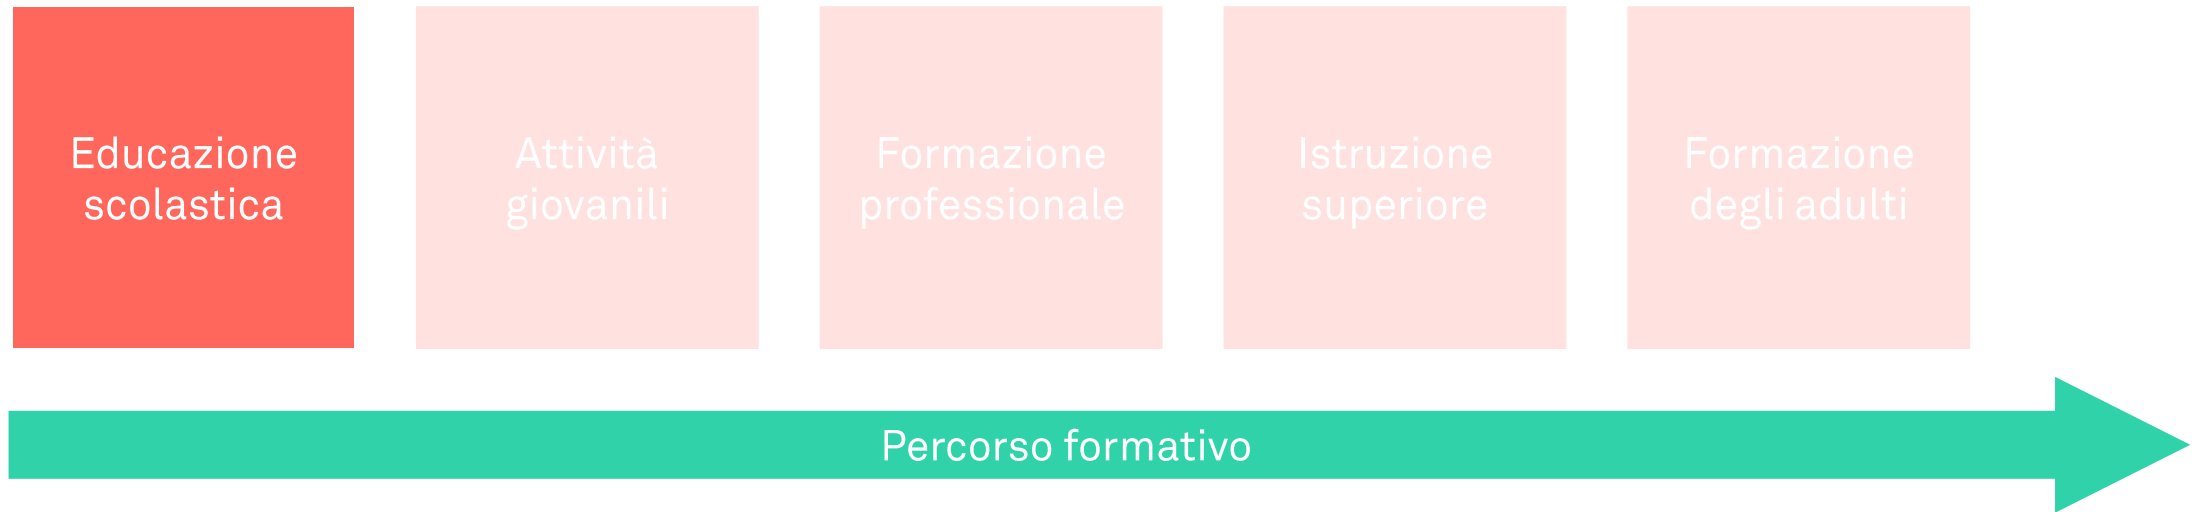 Educazione
scolastica
Attività
giovanili
Formazione
professionale
Istruzione
superiore
Formazione
degli adulti
Percorso formativo